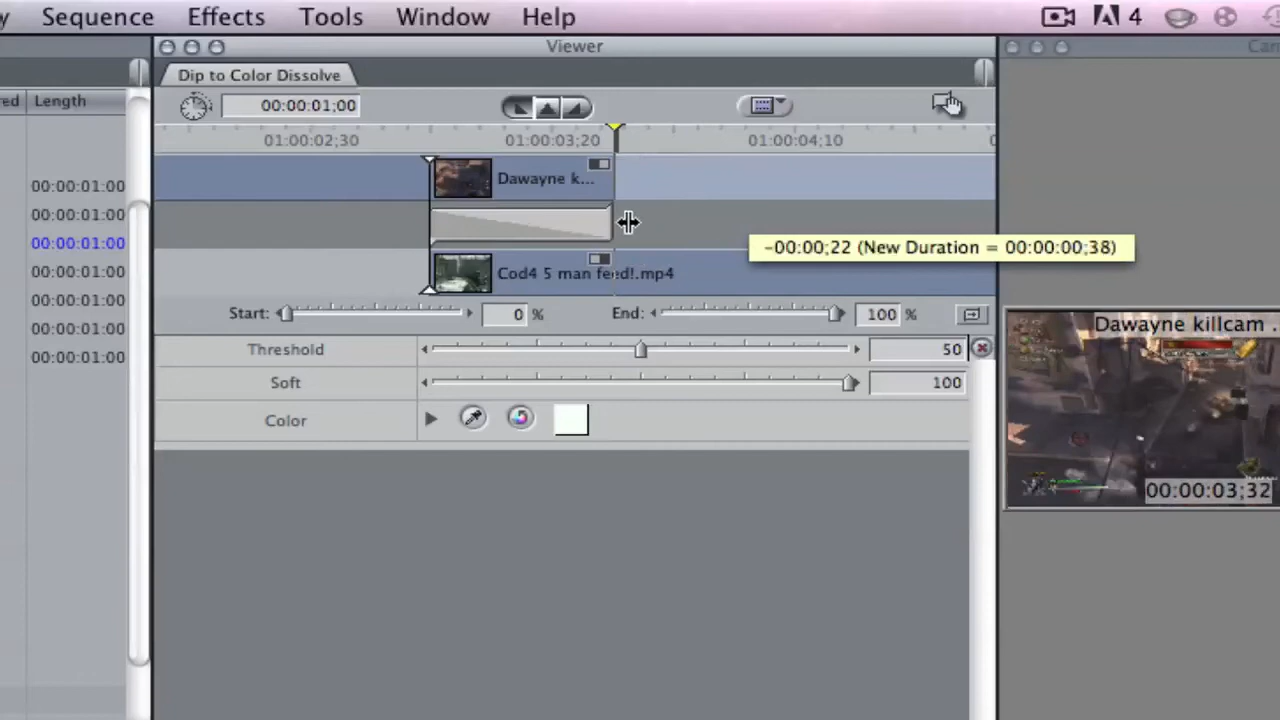 y Sequence Effects Tools Window Help 4
Viewer
Can
Dip to Color Dissolve
red Length
00:00:01;00
01:00:02;30 01:00:03;20 01:00:04;10 0
Dawayne k...
00:00:01:00
00:00:01:00
00:00:01:00
00:00:01:00
00:00:01:00
00:00:01:00
00:00:01:00
-00:00;22 (New Duration = 00:00:00;38)
Cod4 5 man feed!.mp4
Start: 0 % End: 100 %
Dawayne killcam .
Threshold 50
Soft 100
Color
00:00:03;32